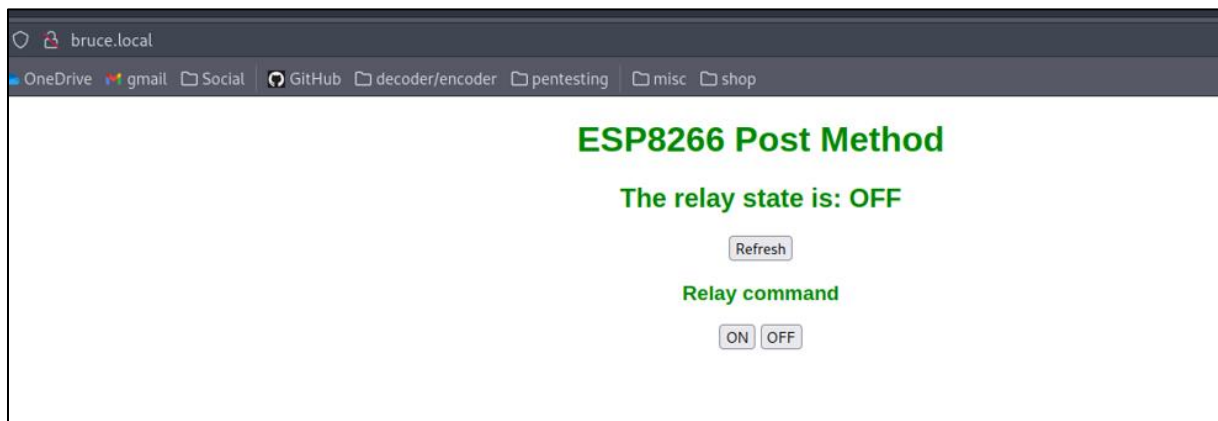 bruce.local
OneDrive gmail Social GitHub decoder/encoder pentesting misc shop
ESP8266 Post Method
The relay state is: OFF
Refresh
Relay command
ON OFF